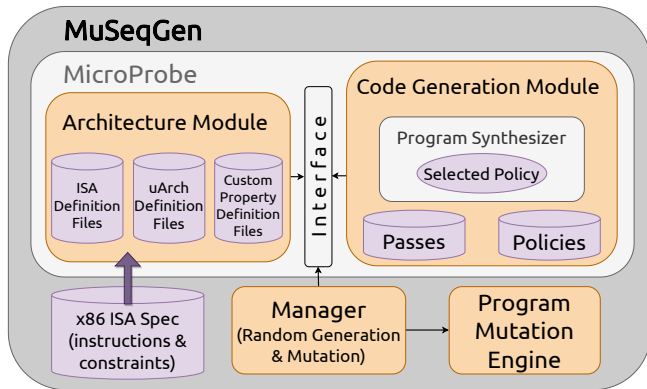 MuSeqGen
MicroProbe
Architecture Module
ISA
Definition
Files
uArch
Definition
Files
Custom
Property
Definition
Files
Interface
Code Generation Module
Program Synthesizer
Selected Policy
Passes
Policies
x86 ISA Spec
(instructions &
constraints)
Manager
(Random Generation
& Mutation)
Program
Mutation
Engine